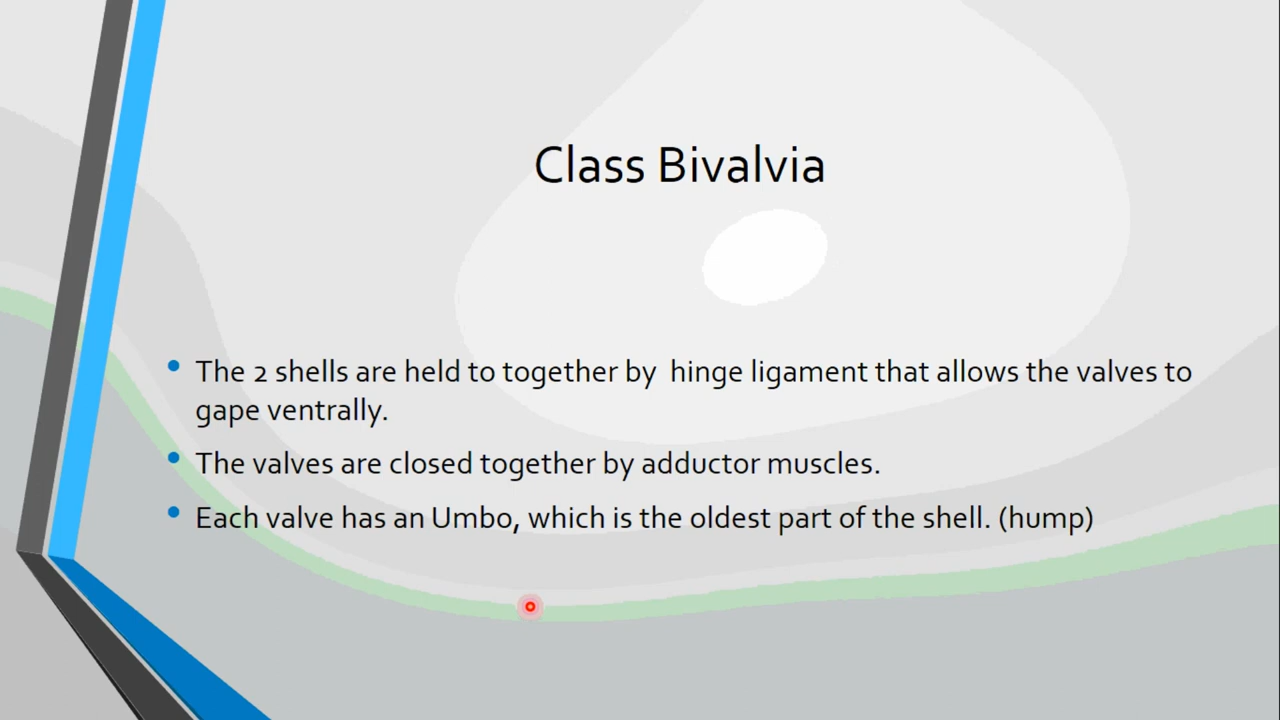 Class Bivalvia
• The 2 shells are held to together by  hinge ligament that allows the valves to
gape ventrally.
• The valves are closed together by adductor muscles.
• Each valve has an Umbo, which is the oldest part of the shell. (hump)